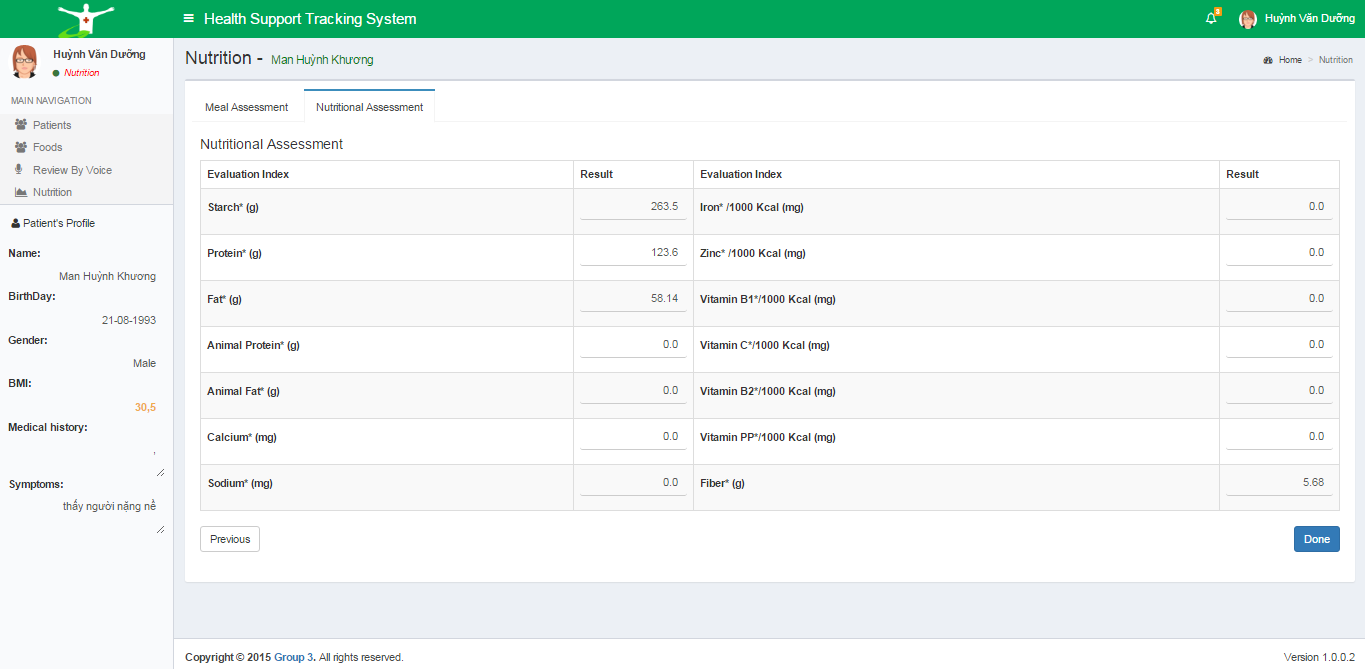 Health Support Tracking System
3
Huỳnh Văn Dưỡng
Huỳnh Văn Dưỡng
Nutrition
MAIN NAVIGATION
Patients
Foods
Review By Voice
Nutrition
Patient's Profile
Name:
Man Huỳnh Khương
BirthDay:
21-08-1993
Gender:
Male
BMI:
30,5
Medical history:
,
Symptoms:
thấy người nặng nề
Nutrition - Man Huỳnh Khương
Home > Nutrition
Meal Assessment Nutritional Assessment
Nutritional Assessment
Evaluation Index Result Evaluation Index Result
Starch* (g) 263.5 Iron* /1000 Kcal (mg) 0.0
Protein* (g) 123.6 Zinc* /1000 Kcal (mg) 0.0
Fat* (g) 58.14 Vitamin B1*/1000 Kcal (mg) 0.0
Animal Protein* (g) 0.0 Vitamin C*/1000 Kcal (mg) 0.0
Animal Fat* (g) 0.0 Vitamin B2*/1000 Kcal (mg) 0.0
Calcium* (mg) 0.0 Vitamin PP*/1000 Kcal (mg) 0.0
Sodium* (mg) 0.0 Fiber* (g) 5.68
Previous Done
Copyright © 2015 Group 3. All rights reserved. Version 1.0.0.2